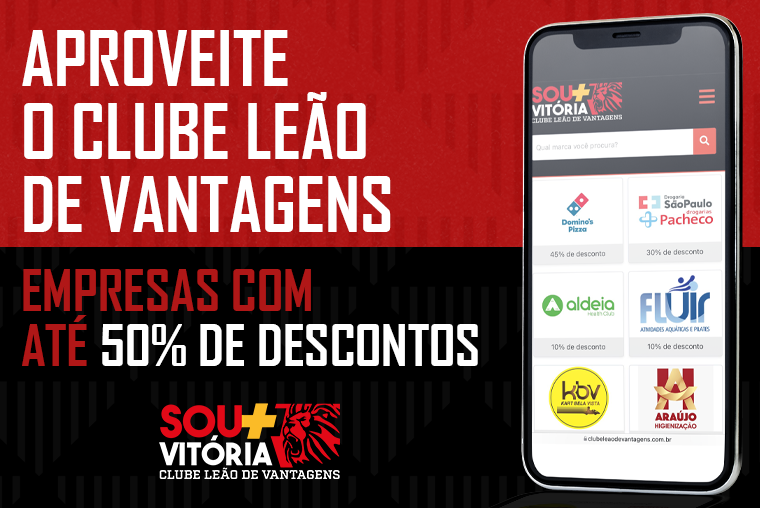 APROVEITE
O CLUBE LEÃO
DE VANTAGENS
EMPRESAS COM
ATÉ 50% DE DESCONTOS
SOU+
VITÓRIA
CLUBE LEÃO DE VANTAGENS
SOU+
VITÓRIA
CLUBE LEÃO DE VANTAGENS
Qual marca você procura?
Domino's
Pizza
45% de desconto
Drogaria
SãoPaulo
drogarias
Pacheco
30% de desconto
aldeia
10% de desconto
FLUIR
ATIVIDADES AQUÁTICAS E PILATES
10% de desconto
kbv
KART BELA VISTA
ARAÚJO
HIGIENIZAÇÃO
clubeleaodevantagens.com.br